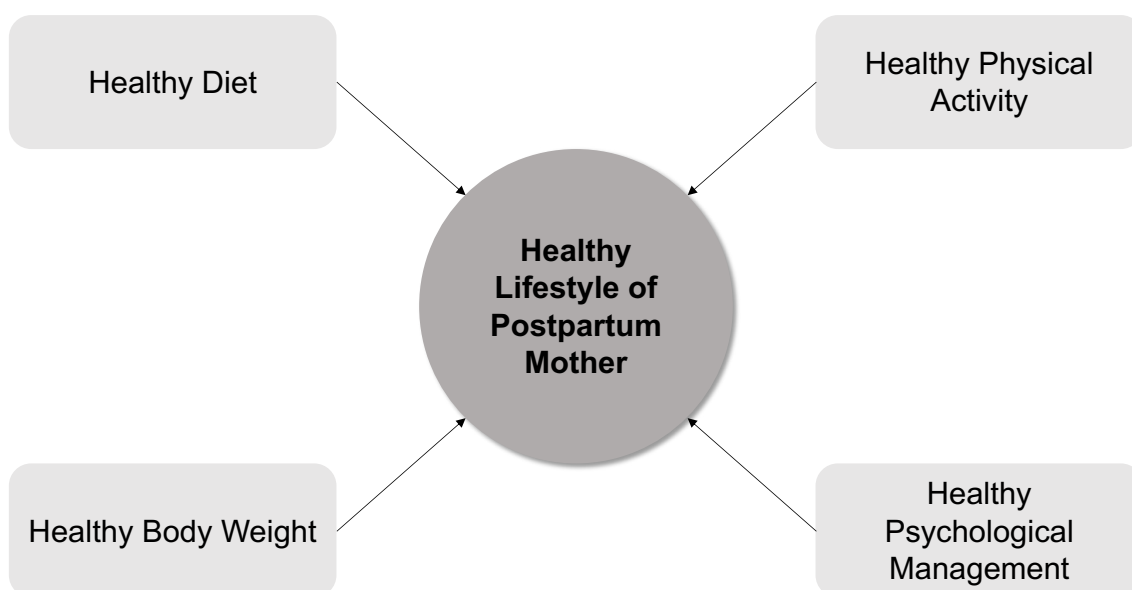 Healthy Diet
Healthy Physical
Activity
Healthy
Lifestyle of
Postpartum
Mother
Healthy Body Weight
Healthy
Psychological
Management